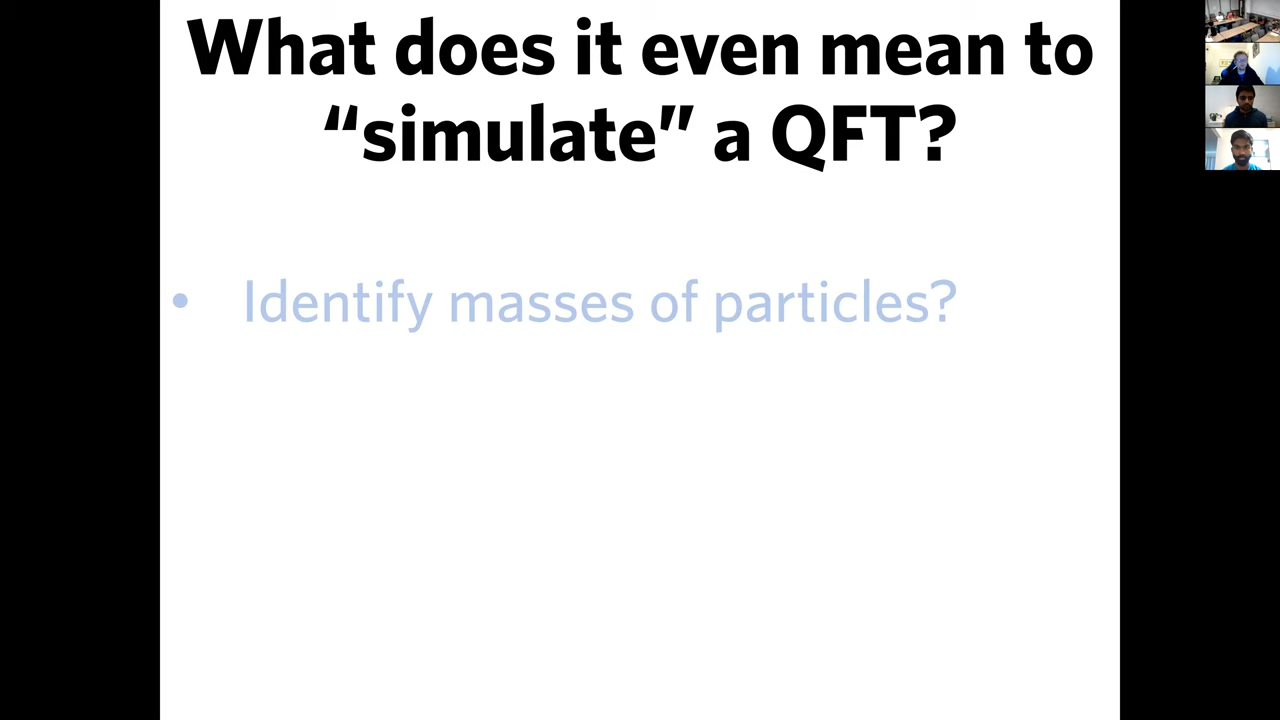 What does it even mean to
“simulate” a QFT?
• Identify masses of particles?